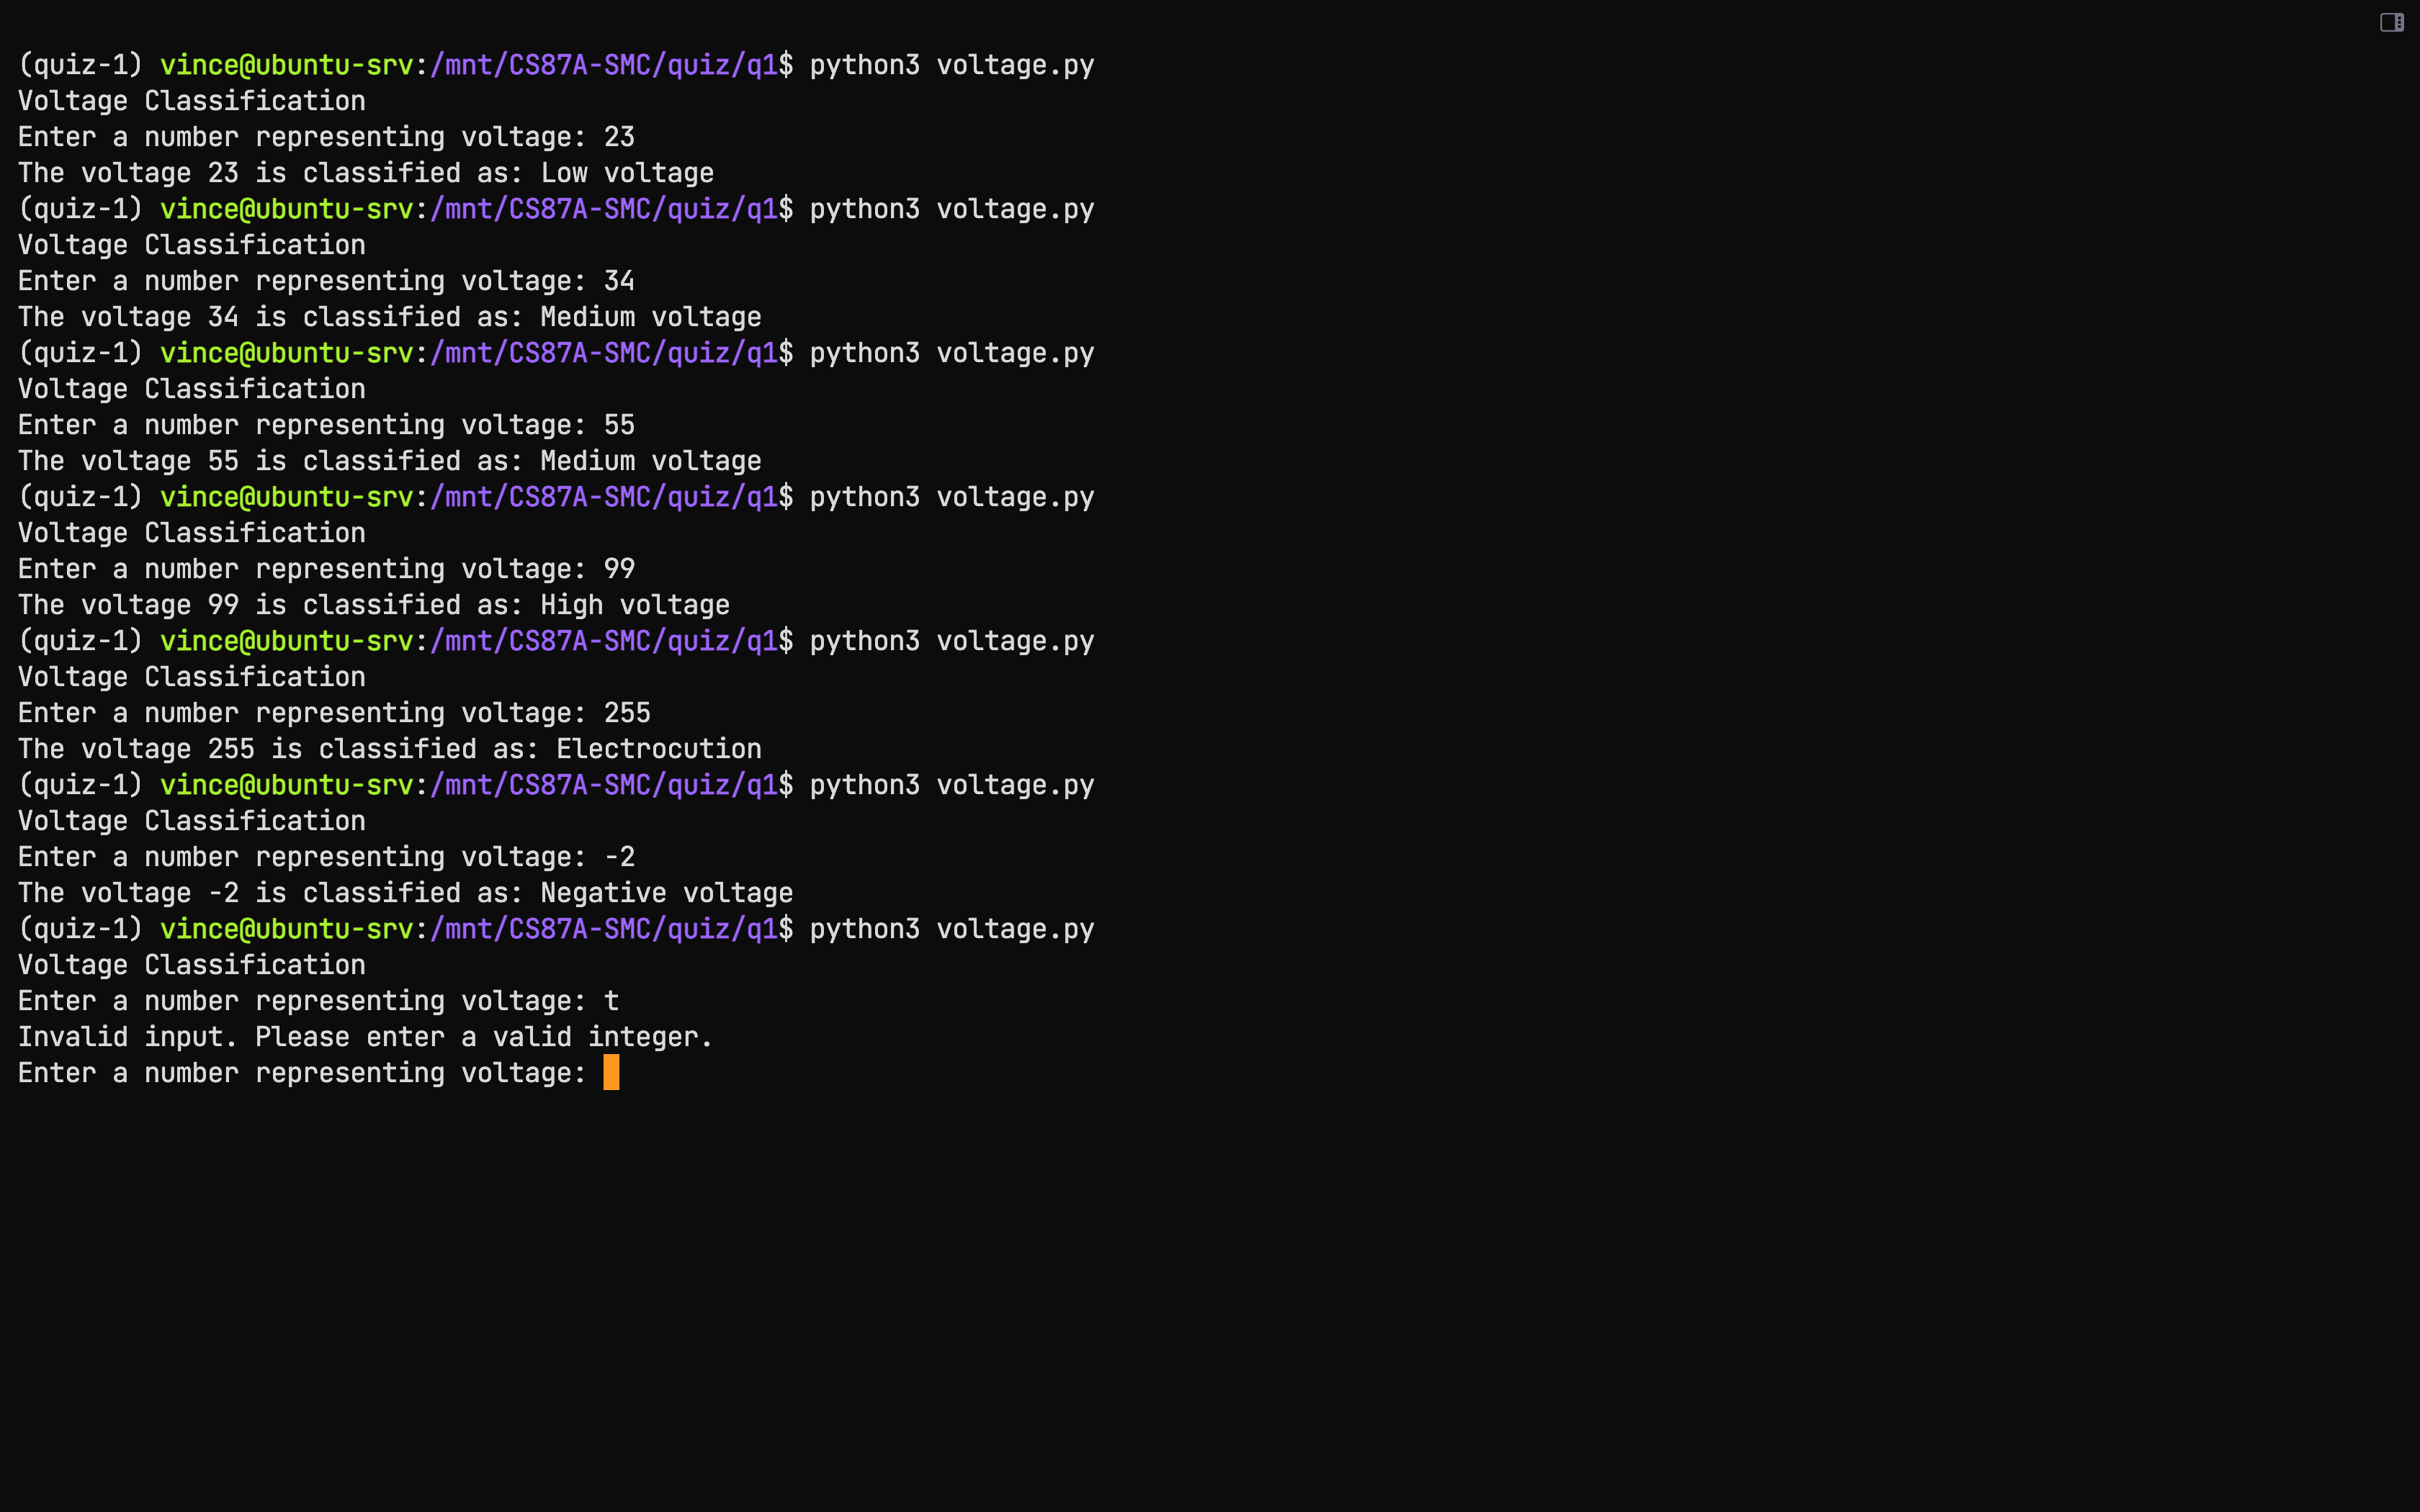 (quiz-1) vince@ubuntu-srv:/mnt/CS87A-SMC/quiz/q1$ python3 voltage.py
Voltage Classification
Enter a number representing voltage: 23
The voltage 23 is classified as: Low voltage
(quiz-1) vince@ubuntu-srv:/mnt/CS87A-SMC/quiz/q1$ python3 voltage.py
Voltage Classification
Enter a number representing voltage: 34
The voltage 34 is classified as: Medium voltage
(quiz-1) vince@ubuntu-srv:/mnt/CS87A-SMC/quiz/q1$ python3 voltage.py
Voltage Classification
Enter a number representing voltage: 55
The voltage 55 is classified as: Medium voltage
(quiz-1) vince@ubuntu-srv:/mnt/CS87A-SMC/quiz/q1$ python3 voltage.py
Voltage Classification
Enter a number representing voltage: 99
The voltage 99 is classified as: High voltage
(quiz-1) vince@ubuntu-srv:/mnt/CS87A-SMC/quiz/q1$ python3 voltage.py
Voltage Classification
Enter a number representing voltage: 255
The voltage 255 is classified as: Electrocution
(quiz-1) vince@ubuntu-srv:/mnt/CS87A-SMC/quiz/q1$ python3 voltage.py
Voltage Classification
Enter a number representing voltage: -2
The voltage -2 is classified as: Negative voltage
(quiz-1) vince@ubuntu-srv:/mnt/CS87A-SMC/quiz/q1$ python3 voltage.py
Voltage Classification
Enter a number representing voltage: t
Invalid input. Please enter a valid integer.
Enter a number representing voltage: